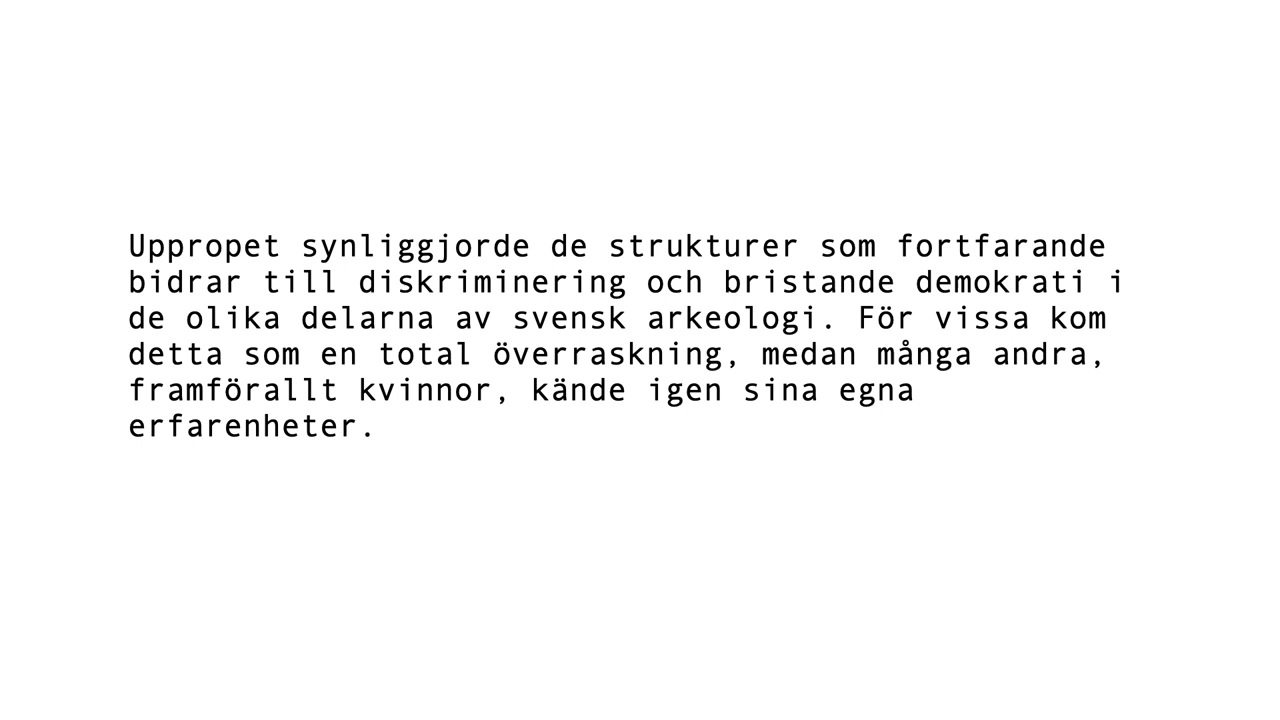 Uppropet synliggjorde de strukturer som fortfarande
bidrar till diskriminering och bristande demokrati i
de olika delarna av svensk arkeologi. För vissa kom
detta som en total överraskning, medan många andra,
framförallt kvinnor, kände igen sina egna
erfarenheter.